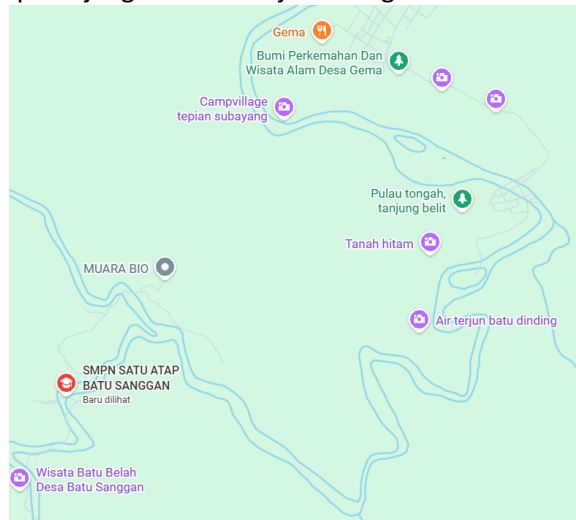 Gema
Bumi Perkemahan Dan
Wisata Alam Desa Gema
Campvillage
tepian subayang
Pulau tongah,
tanjung belit
Tanah hitam
MUARA BIO
Air terjun batu dinding
SMPN SATU ATAP
BATU SANGGAN
Baru dilihat
Wisata Batu Belah
Desa Batu Sanggan